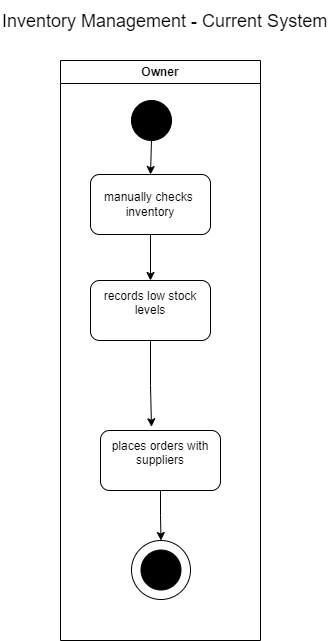 Inventory Management - Current System
Owner
manually checks
inventory
records low stock
levels
places orders with
suppliers